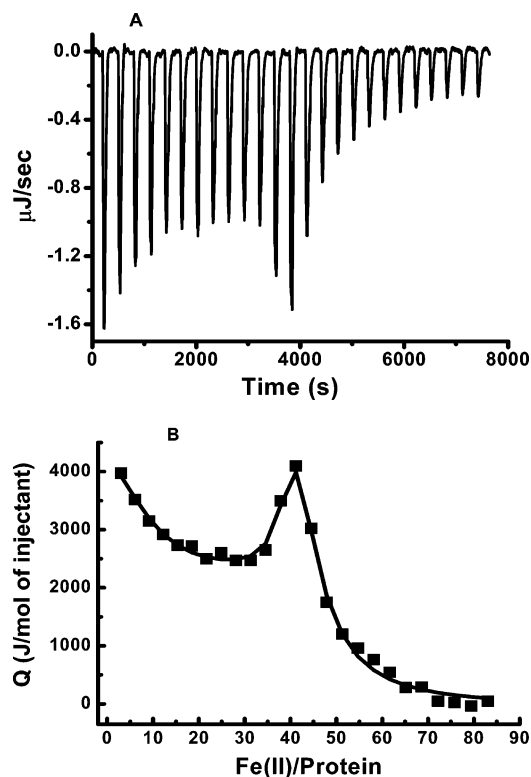 A
0.0
-0.4
-0.8
-1.2
-1.6
μJ/sec
0 2000 4000 6000 8000
Time (s)
B
4000
3000
2000
1000
0
Q (J/mol of injectant)
0 10 20 30 40 50 60 70 80 90
Fe(II)/Protein